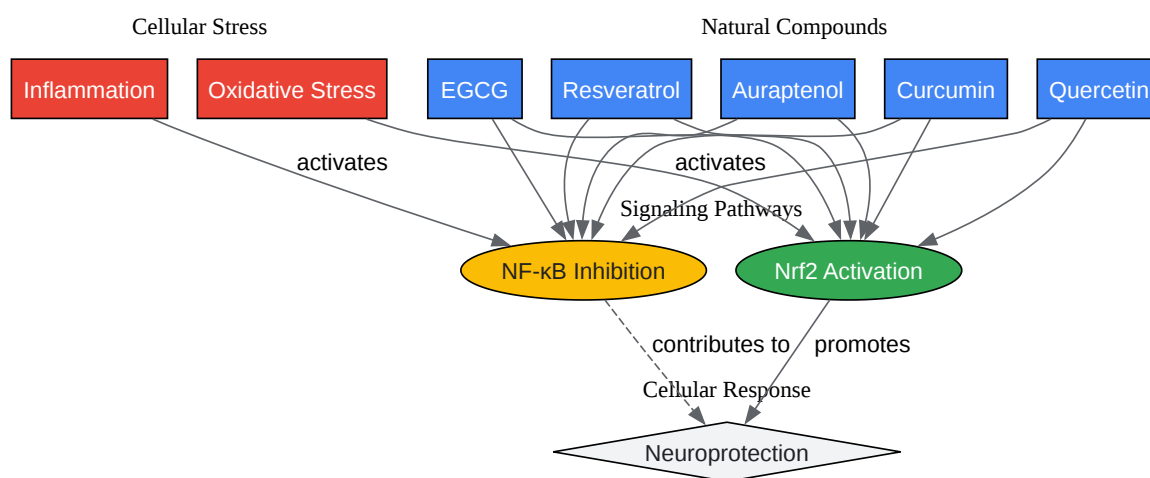 Cellular Stress
Natural Compounds
Inflammation
Oxidative Stress
EGCG
Resveratrol
Auraptenol
Curcumin
Quercetin
activates
activates
Signaling Pathways
NF-κB Inhibition
Nrf2 Activation
contributes to
promotes
Cellular Response
Neuroprotection